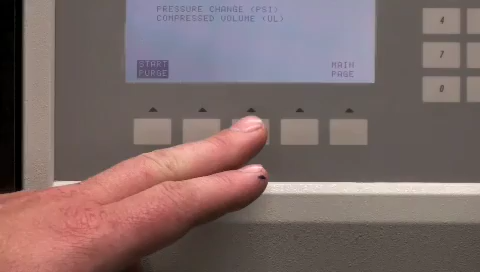 PRESSURE CHANGE (PSI)
COMPRESSED VOLUME (UL)
START
PURGE
MAIN
PAGE
4
7
0